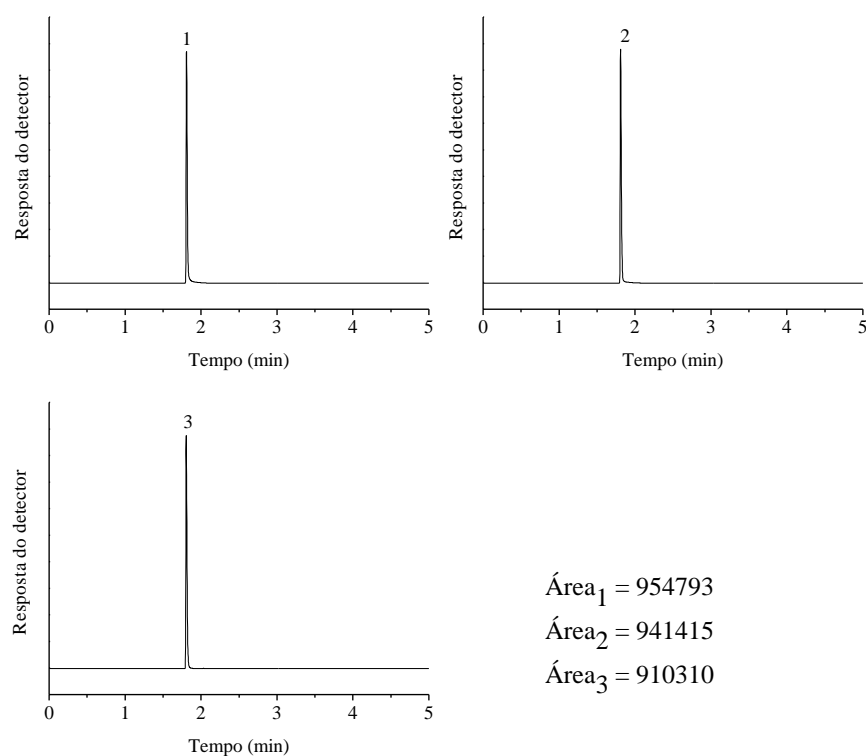 1
Resposta do detector
0 1 2 3 4 5
Tempo (min)
2
Resposta do detector
0 1 2 3 4 5
Tempo (min)
3
Resposta do detector
0 1 2 3 4 5
Tempo (min)
Área1 = 954793
Área2 = 941415
Área3 = 910310